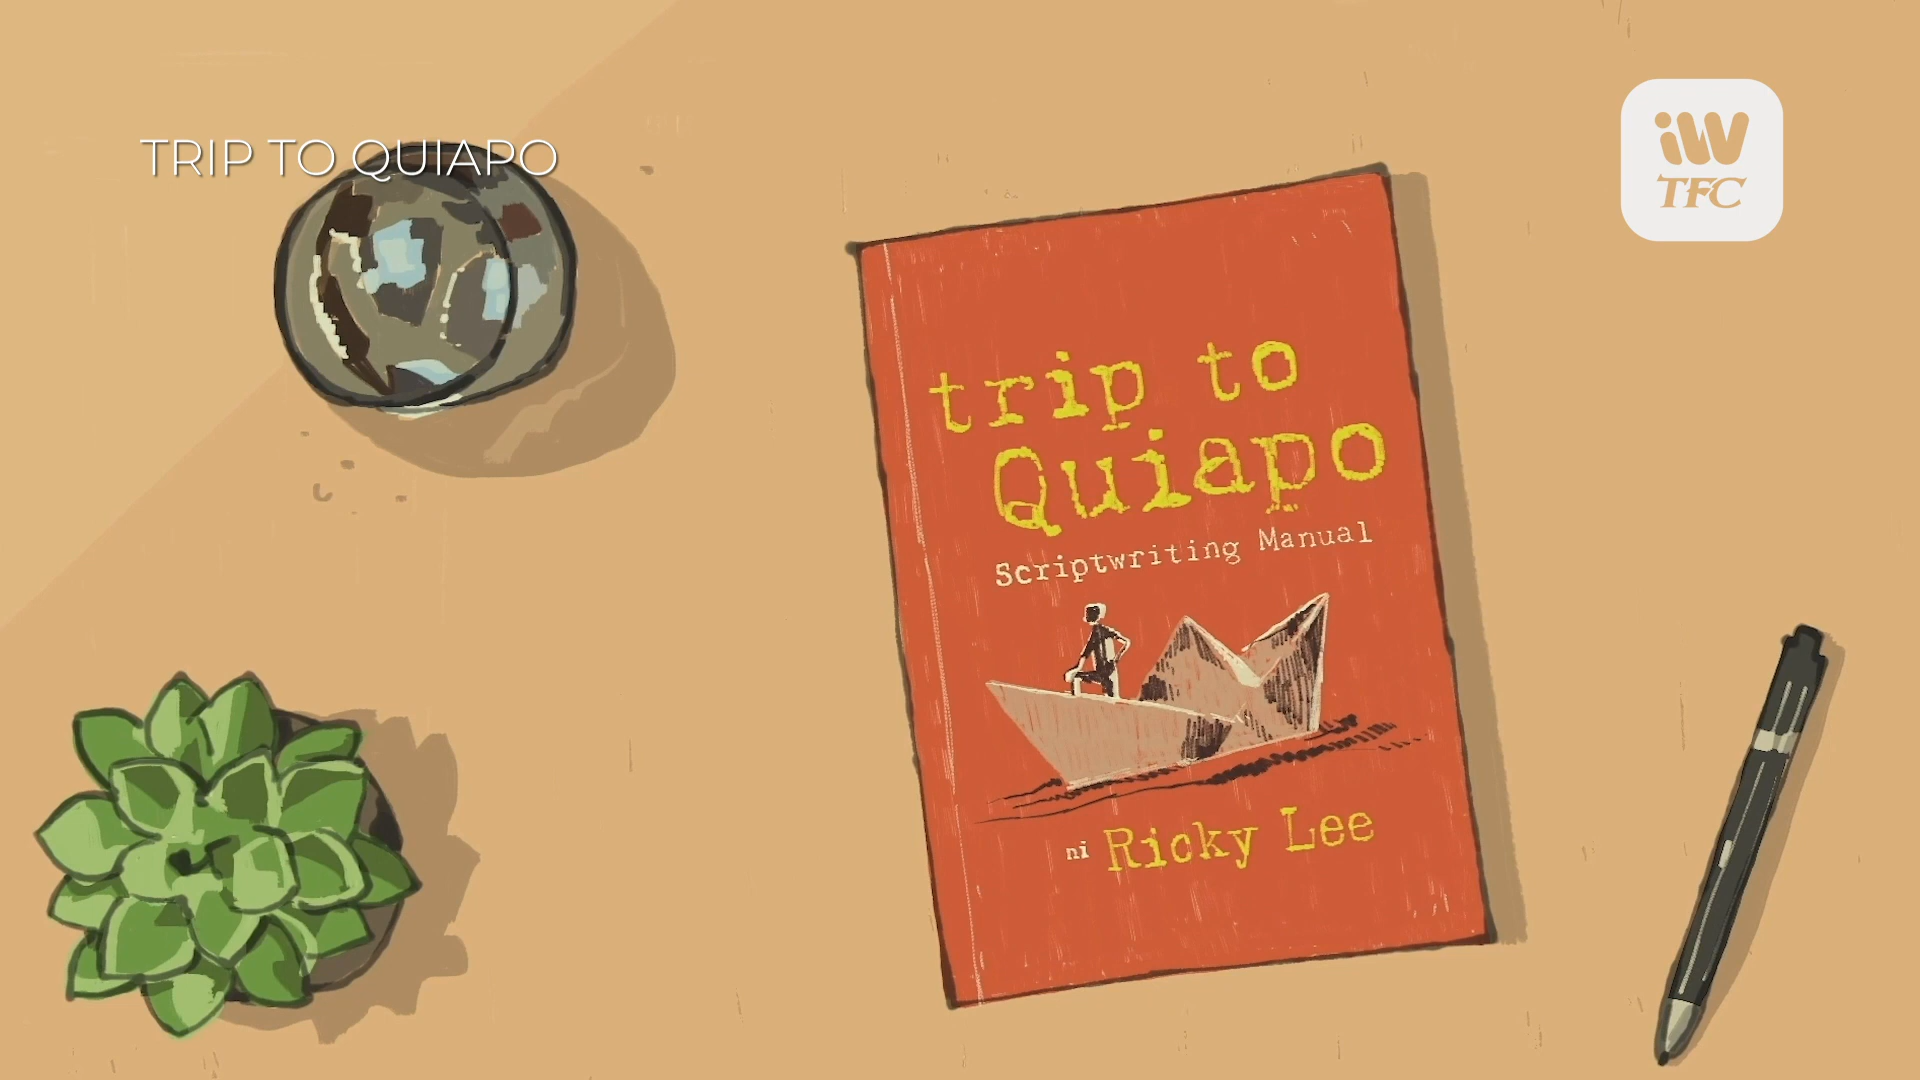 TRIP TO QUIAPO
iW
TFC
trip to
Quiapo
Scriptwriting Manual
ni Ricky Lee